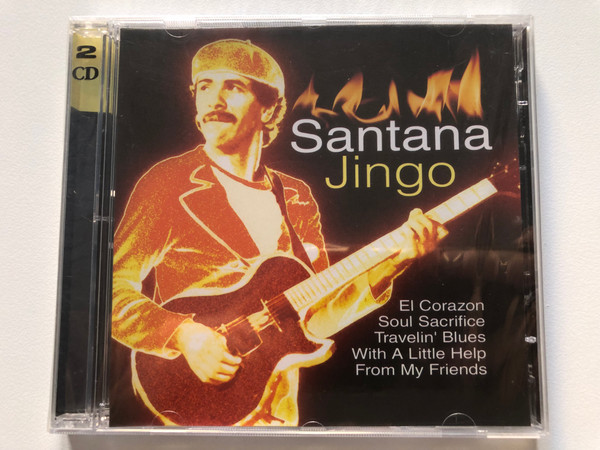 2
CD
Santana
Jingo
El Corazon
Soul Sacrifice
Travelin' Blues
With A Little Help
From My Friends